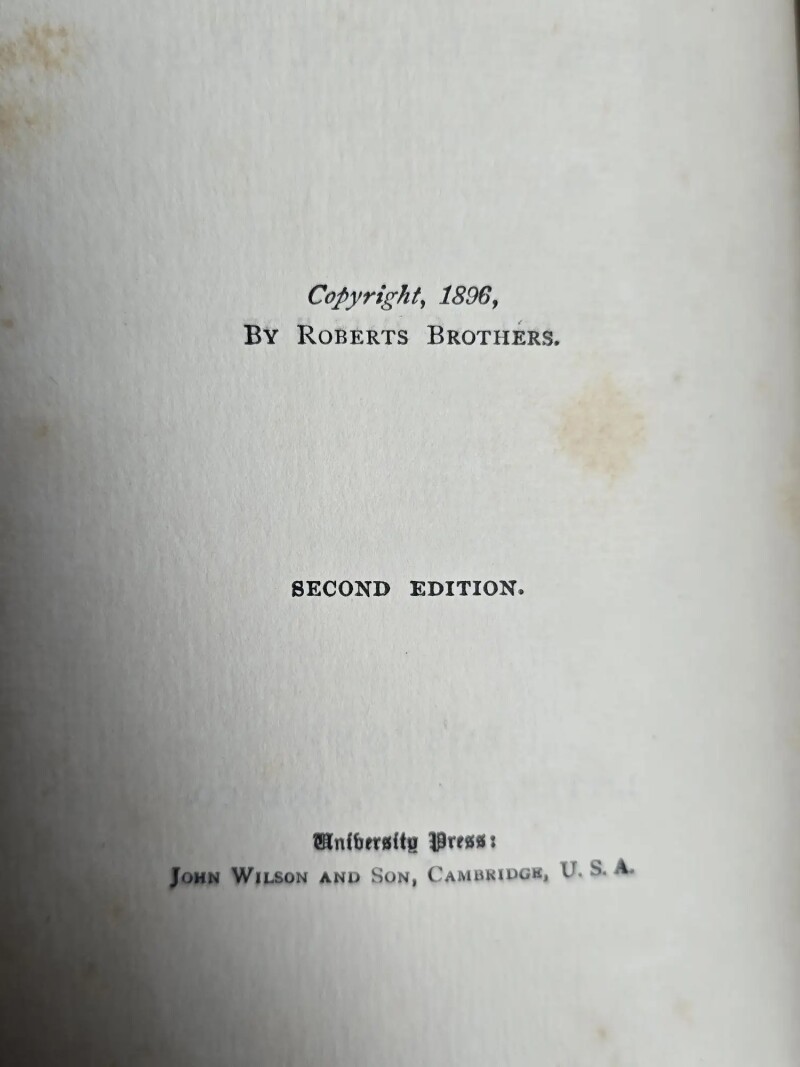 Copyright, 1896,
By Roberts Brothers.
SECOND EDITION.
University Press:
John Wilson and Son, Cambridge, U. S. A.